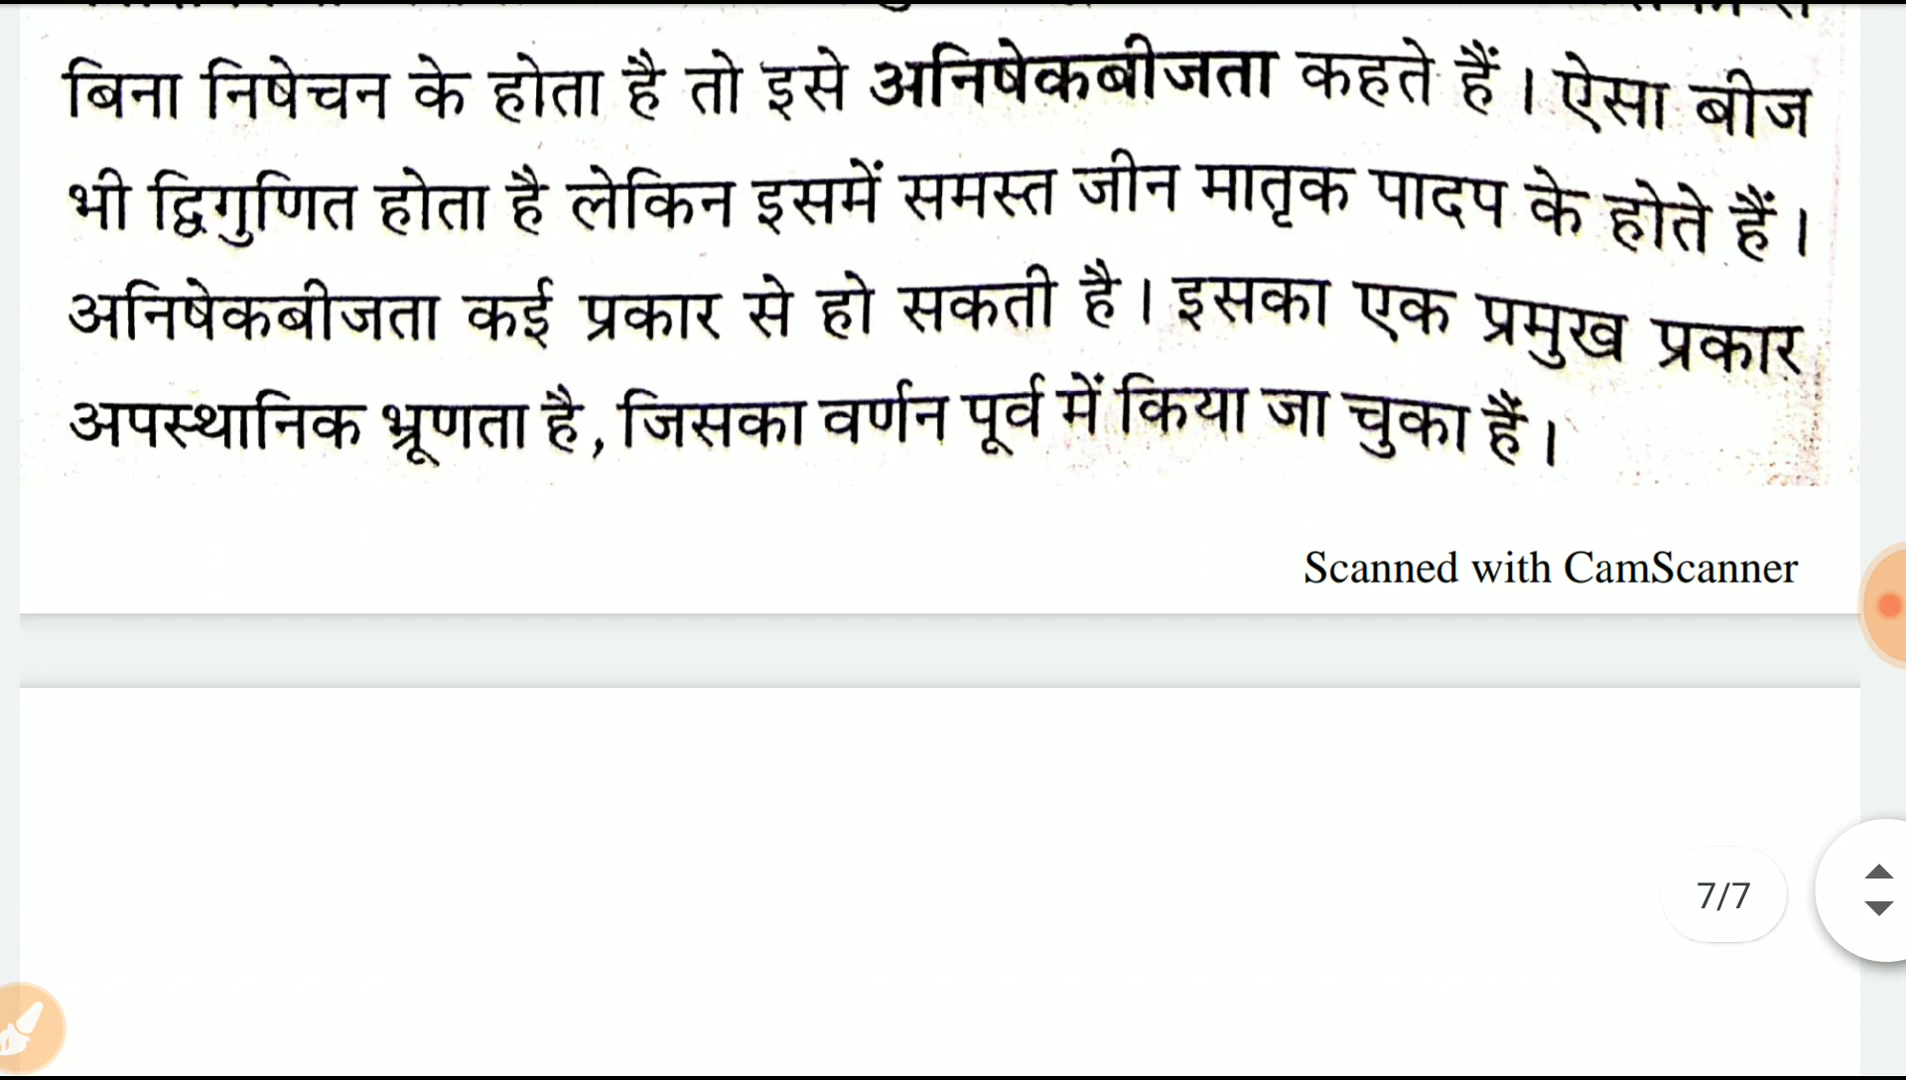 बिना निषेचन के होता है तो इसे अनिषेकबीजता कहते हैं। ऐसा बीज
भी द्विगुणित होता है लेकिन इसमें समस्त जीन मातृक पादप के होते हैं।
अनिषेकबीजता कई प्रकार से हो सकती है। इसका एक प्रमुख प्रकार
अपस्थानिक भ्रूणता है, जिसका वर्णन पूर्व में किया जा चुका हैं।
Scanned with CamScanner
7/7